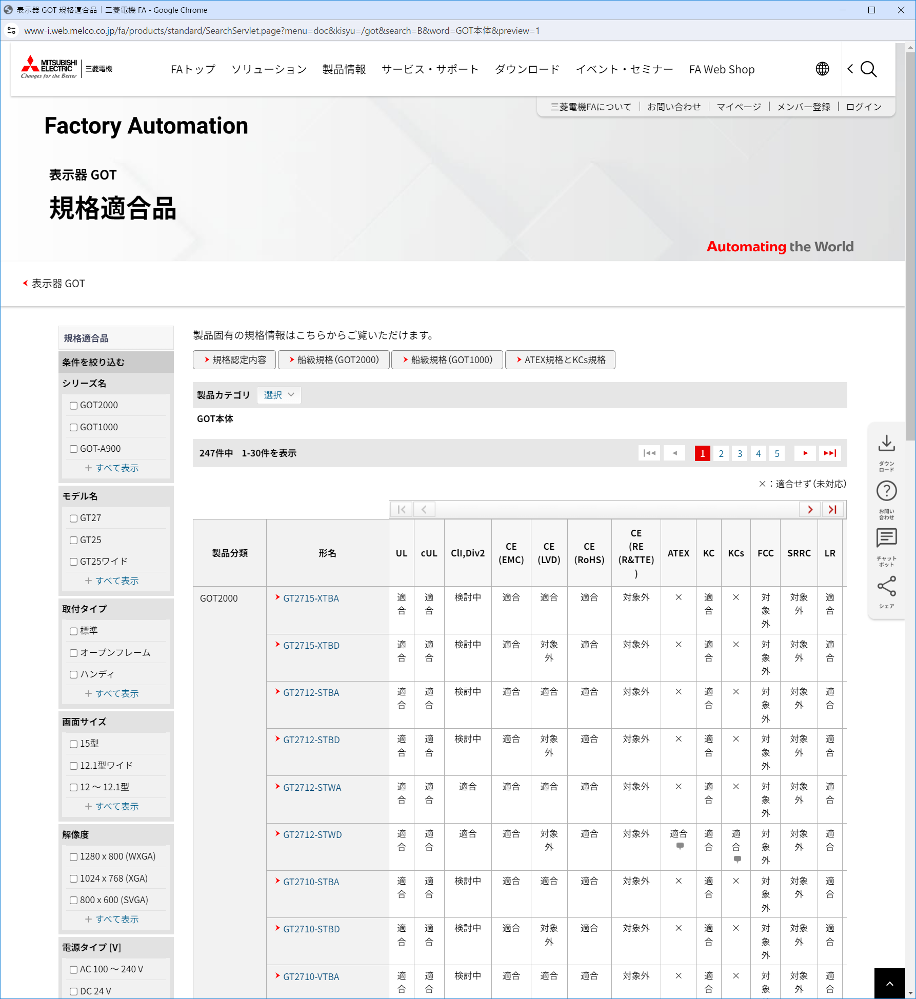 表示器 GOT 規格適合品｜三菱電機 FA - Google Chrome
www-i.web.melco.co.jp/fa/products/standard/SearchServlet.page?menu=doc&kisyu=/got&search=B&word=GOT本体&preview=1
MITSUBISHI ELECTRIC
Changes for the Better
三菱電機
FAトップ ソリューション 製品情報 サービス・サポート ダウンロード イベント・セミナー FA Web Shop
三菱電機FAについて お問い合わせ マイページ メンバー登録 ログイン
Factory Automation
表示器 GOT
規格適合品
Automating the World
表示器 GOT
規格適合品
条件を絞り込む
シリーズ名
GOT2000
GOT1000
GOT-A900
＋ すべて表示
モデル名
GT27
GT25
GT25ワイド
＋ すべて表示
取付タイプ
標準
オープンフレーム
ハンディ
＋ すべて表示
画面サイズ
15型
12.1型ワイド
12 ～ 12.1型
＋ すべて表示
解像度
1280 x 800 (WXGA)
1024 x 768 (XGA)
800 x 600 (SVGA)
＋ すべて表示
電源タイプ [V]
AC 100 ～ 240 V
DC 24 V
製品固有の規格情報はこちらからご覧いただけます。
規格認定内容 船級規格（GOT2000） 船級規格（GOT1000） ATEX規格とKCs規格
製品カテゴリ 選択
GOT本体
247件中 1-30件を表示 1 2 3 4 5
×：適合せず（未対応）
製品分類 形名 UL cUL ClI,Div2 CE (EMC) CE (LVD) CE (RoHS) CE (RE (R&TTE) ) ATEX KC KCs FCC SRRC LR
GOT2000 GT2715-XTBA 適合 適合 検討中 適合 適合 適合 対象外 × 適合 × 対象外 対象外 適合
GT2715-XTBD 適合 適合 検討中 適合 対象外 適合 対象外 × 適合 × 対象外 対象外 適合
GT2712-STBA 適合 適合 検討中 適合 適合 適合 対象外 × 適合 × 対象外 対象外 適合
GT2712-STBD 適合 適合 検討中 適合 対象外 適合 対象外 × 適合 × 対象外 対象外 適合
GT2712-STWA 適合 適合 適合 適合 適合 適合 対象外 × 適合 × 対象外 対象外 適合
GT2712-STWD 適合 適合 適合 適合 対象外 適合 対象外 適合 適合 適合 対象外 対象外 適合
GT2710-STBA 適合 適合 検討中 適合 適合 適合 対象外 × 適合 × 対象外 対象外 適合
GT2710-STBD 適合 適合 検討中 適合 対象外 適合 対象外 × 適合 × 対象外 対象外 適合
GT2710-VTBA 適合 適合 検討中 適合 適合 適合 対象外 × 適合 × 対象 対象外 適合
ダウンロード
お問い合わせ
チャットボット
シェア